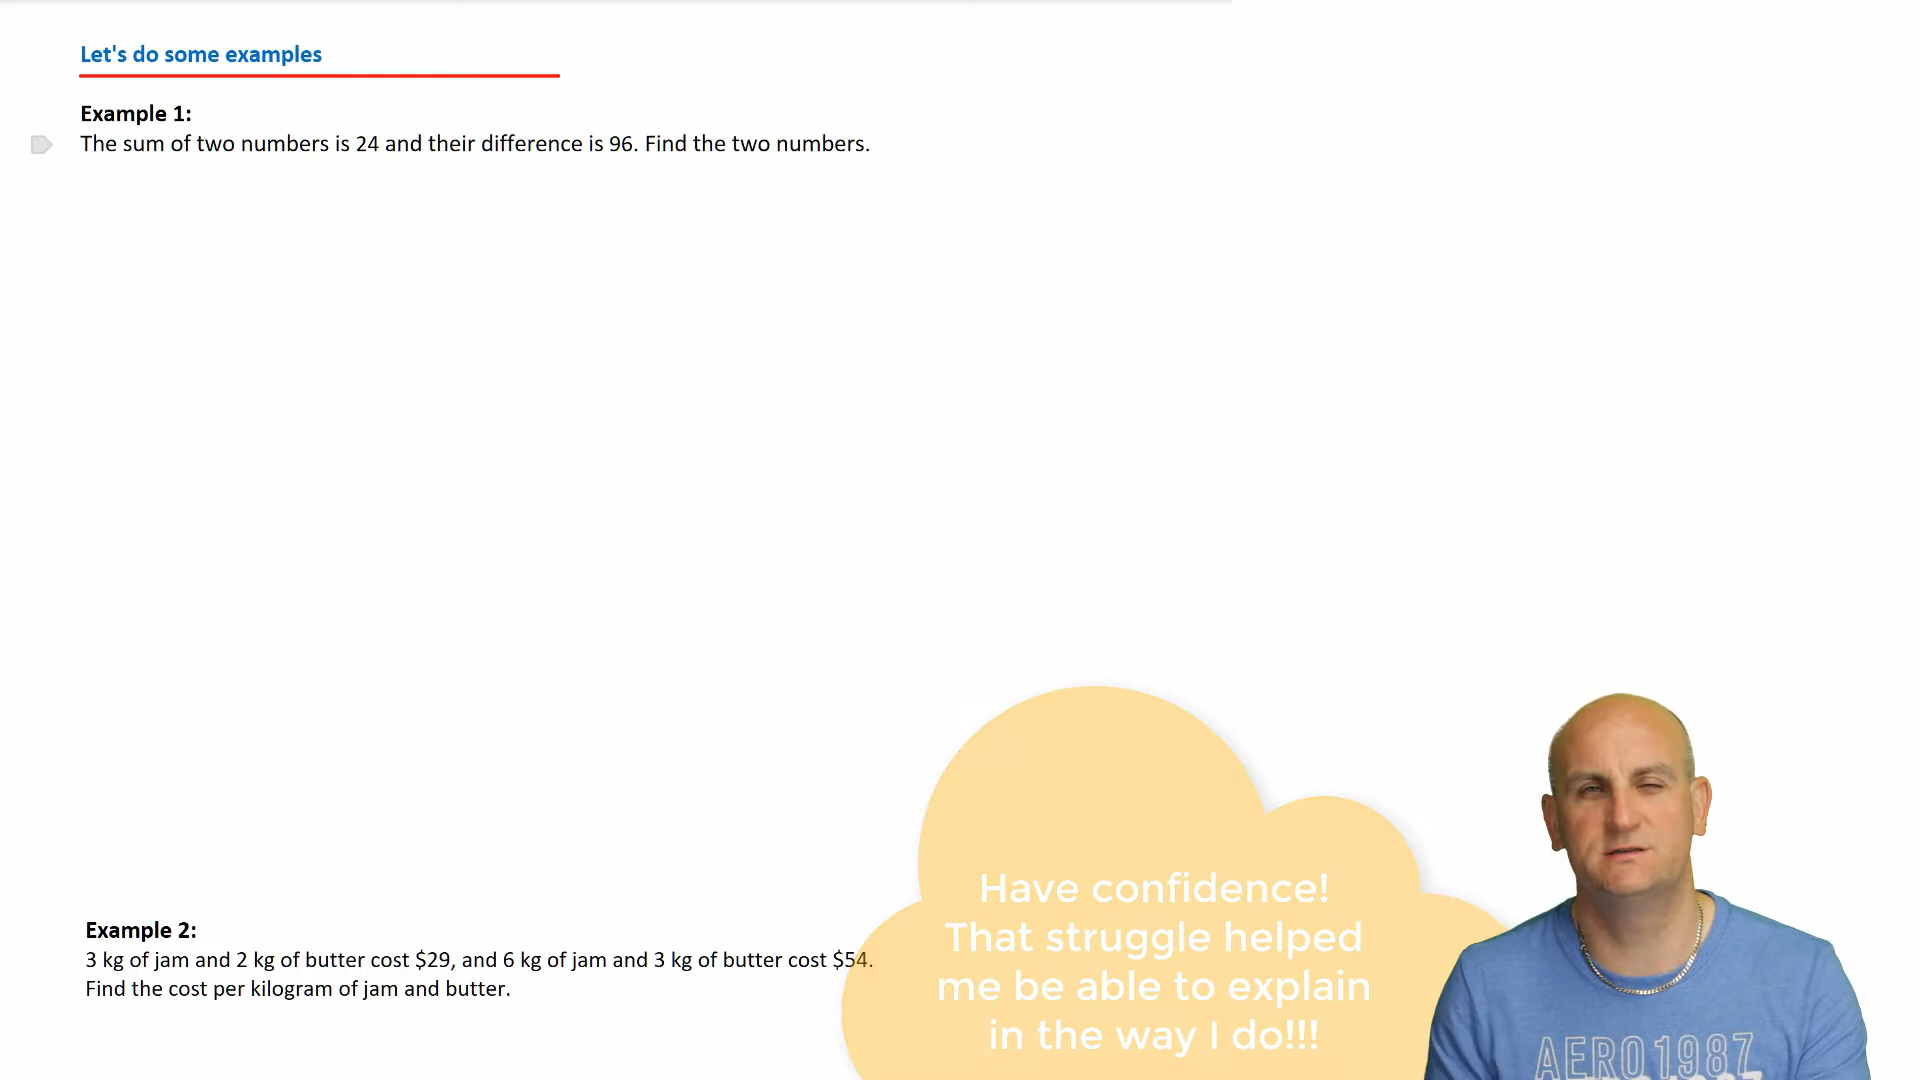 Let's do some examples
Example 1:
The sum of two numbers is 24 and their difference is 96. Find the two numbers.
Example 2:
3 kg of jam and 2 kg of butter cost $29, and 6 kg of jam and 3 kg of butter cost $54.
Find the cost per kilogram of jam and butter.
Have confidence!
That struggle helped
me be able to explain
in the way I do!!!
AERO 1987